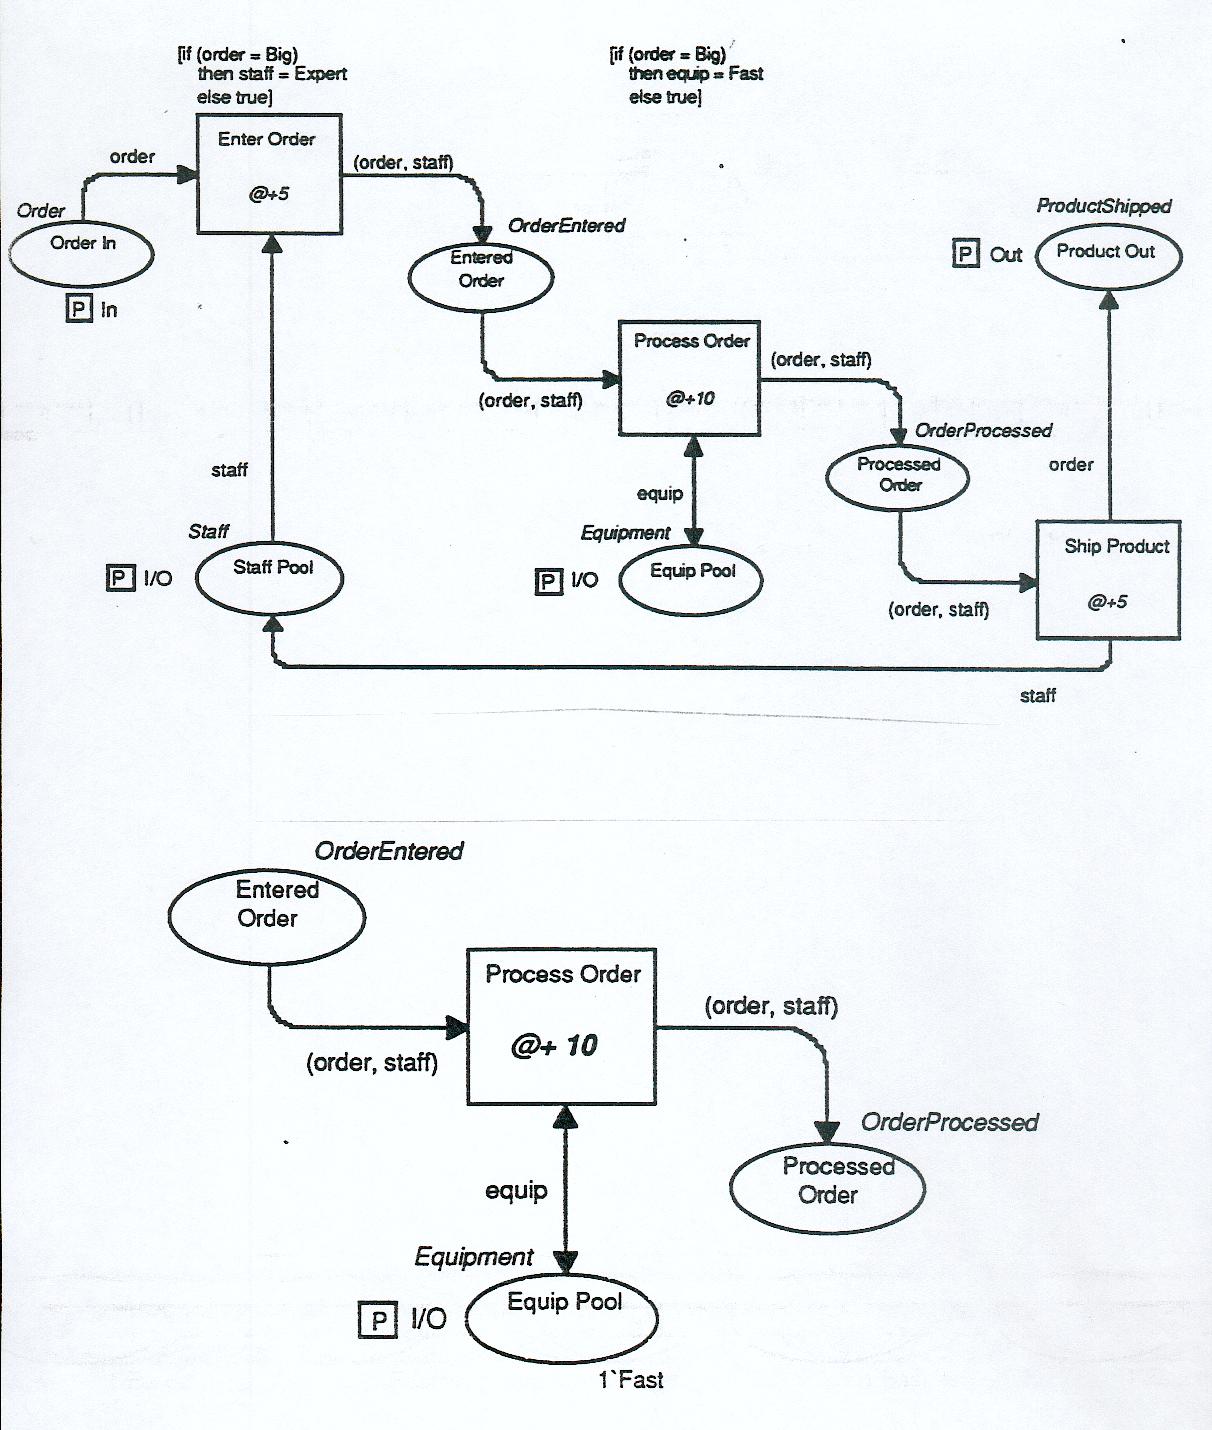 [if (order = Big)
then staff = Expert
else true]
[if (order = Big)
then equip = Fast
else true]
Enter Order
@+5
order
(order, staff)
Order
Order In
P In
OrderEntered
Entered
Order
ProductShipped
P Out
Product Out
Process Order
@+10
(order, staff)
(order, staff)
OrderProcessed
Processed
Order
staff
equip
order
Staff
P I/O
Staff Pool
Equipment
P I/O
Equip Pool
Ship Product
@+5
(order, staff)
staff
OrderEntered
Entered
Order
Process Order
@+ 10
(order, staff)
(order, staff)
OrderProcessed
Processed
Order
equip
Equipment
P I/O
Equip Pool
1`Fast